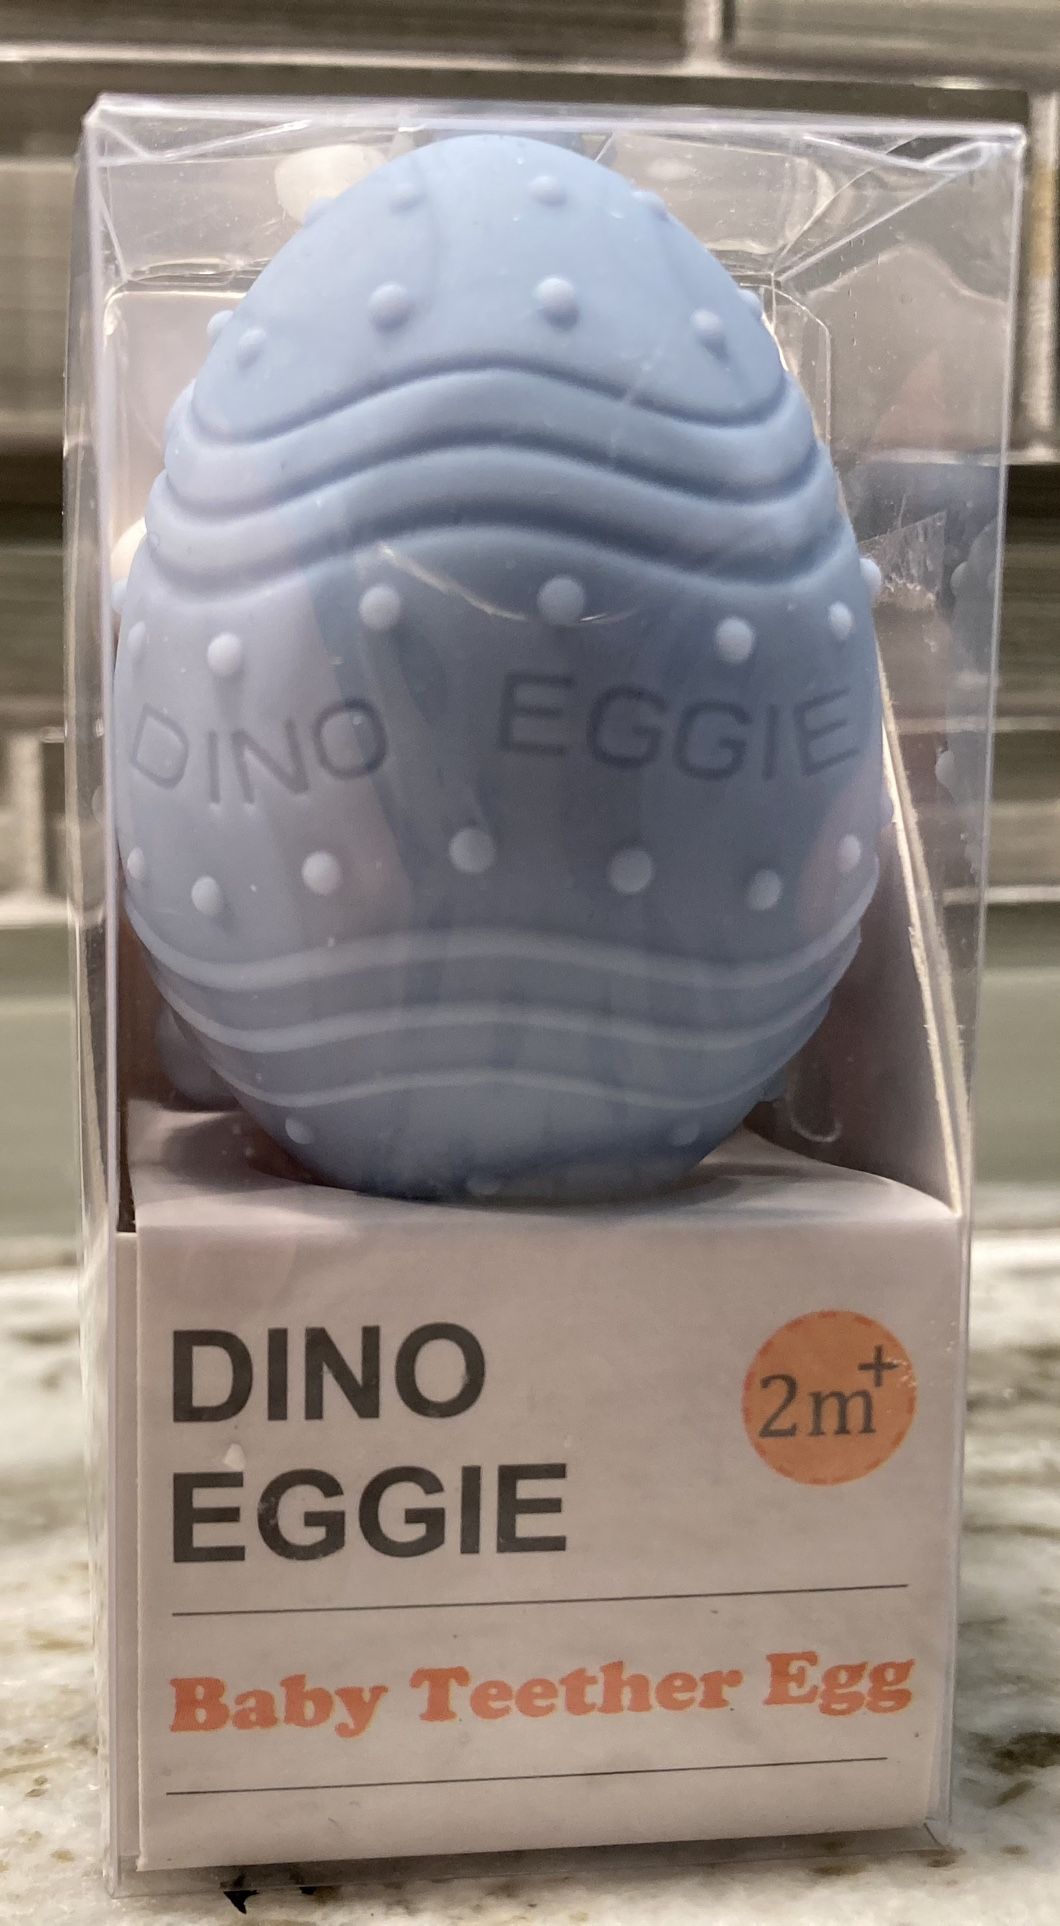 DINO EGGIE
DINO
EGGIE
2m+
Baby Teether Egg